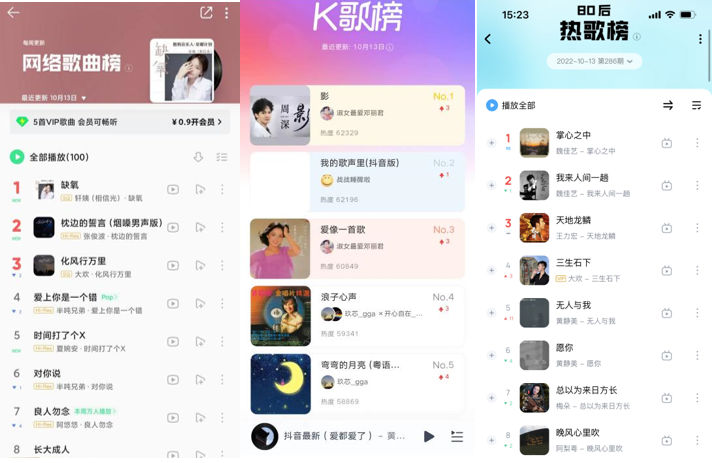 每周更新
网络歌曲榜
最近更新 10月13日
5首VIP歌曲 会员可畅听
¥0.9开会员
全部播放(100)
1
缺氧
轩姨 (相信光) · 缺氧
2
枕边的誓言 (烟嗓男声版)
Hi-Res 张俊波 · 枕边的誓言
3
化风行万里
大欢 · 化风行万里
4
爱上你是一个错 Pop
Hi-Res 半吨兄弟 · 爱上你是一个错
5
时间打了个X
Hi-Res 夏婉安 · 时间打了个X
6
对你说
Hi-Res 半吨兄弟 · 对你说
7
良人勿念 本周万人播放
Hi-Res 阿悠悠 · 良人勿念
8
长大成人
K歌榜
最近更新: 10月13日
周深
影
影
No.1
淑女最爱邓丽君
3
热度 62329
我的歌声里(抖音版)
No.2
战战睡醒啦
1
热度 62196
爱像一首歌
No.3
淑女最爱邓丽君
3
热度 60649
浪子心声
No.4
玖芯_gga × 开心自在_...
3
热度 59341
弯弯的月亮 ( 粤语...
No.5
玖芯_gga
4
热度 58869
抖音最新 ( 爱都爱了 ) – 黄...
15:23
80后
热歌榜
2022-10-13 第286期
播放全部
1
掌心之中
魏佳艺 – 掌心之中
2
我来人间一趟
魏佳艺 – 我来人间一趟
3
天地龙鳞
王力宏 – 天地龙鳞
4
三生石下
VIP 大欢 – 三生石下
5
无人与我
黄静美 – 无人与我
6
愿你
黄静美 – 愿你
7
总以为来日方长
梅朵 – 总以为来日方长
8
晚风心里吹
阿梨粤 – 晚风心里吹